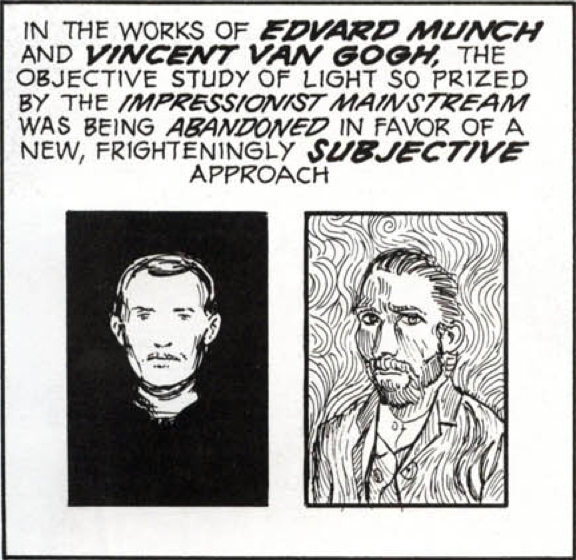 IN THE WORKS OF EDVARD MUNCH
AND VINCENT VAN GOGH, THE
OBJECTIVE STUDY OF LIGHT SO PRIZED
BY THE IMPRESSIONIST MAINSTREAM
WAS BEING ABANDONED IN FAVOR OF A
NEW, FRIGHTENINGLY SUBJECTIVE
APPROACH